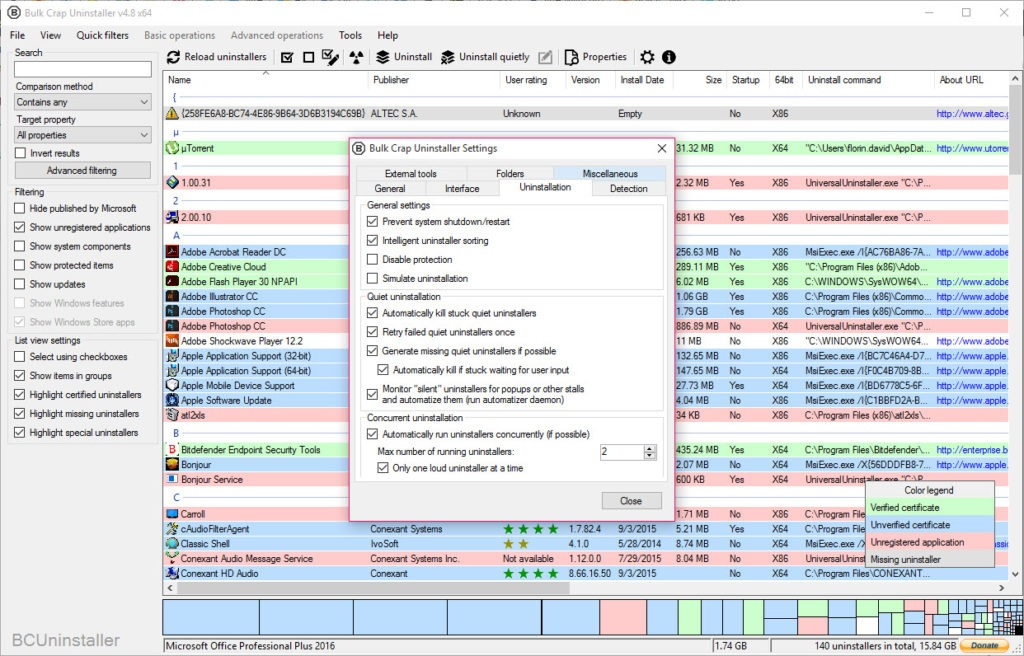 Bulk Crap Uninstaller v4.8 x64
File View Quick filters Basic operations Advanced operations Tools Help
Search
Comparison method
Contains any
Target property
All properties
Invert results
Advanced filtering
Filtering
Hide published by Microsoft
Show unregistered applications
Show system components
Show protected items
Show updates
Show Windows features
Show Windows Store apps
List view settings
Select using checkboxes
Show items in groups
Highlight certified uninstallers
Highlight missing uninstallers
Highlight special uninstallers
BCUninstaller
Reload uninstallers Uninstall Uninstall quietly Properties
Name Publisher User rating Version Install Date Size Startup 64bit Uninstall command About URL
{
{258FE6A8-BC74-4E86-9B64-3D6B3194C69B} ALTEC S.A. Unknown Empty No X86 http://www.altec.g
µ
µTorrent 31.32 MB Yes X64 "C:\Users\florin.david\AppDat... http://www.utorre
1
1.00.31 2.32 MB Yes X86 UniversalUninstaller.exe "C:\P...
2
2.00.10 681 KB Yes X86 UniversalUninstaller.exe "C:\P...
A
Adobe Acrobat Reader DC 256.63 MB No X86 MsiExec.exe /I{AC76BA86-7A... http://www.adobe
Adobe Creative Cloud 289.11 MB Yes X86 "C:\Program Files (x86)\Adob...
Adobe Flash Player 30 NPAPI 6.02 MB No X64 C:\WINDOWS\SysWOW64\... http://www.adobe
Adobe Illustrator CC 1.06 GB No X86 C:\Program Files (x86)\Commo... http://www.adobe
Adobe Photoshop CC 1.79 GB Yes X86 C:\Program Files (x86)\Commo... http://www.adobe
Adobe Photoshop CC 886.89 MB No X86 UniversalUninstaller.exe "C:\P...
Adobe Shockwave Player 12.2 No X86 "C:\WINDOWS\SysWOW64\... http://www.adobe
Apple Application Support (32-bit) 132.65 MB No X86 MsiExec.exe /I{BC7C46A4-D7... http://www.apple.
Apple Application Support (64-bit) 147.65 MB No X64 MsiExec.exe /I{F0C4B709-8B... http://www.apple.
Apple Mobile Device Support 27.73 MB Yes X64 MsiExec.exe /I{BD6778C5-6F... http://www.apple.
Apple Software Update 4.04 MB No X86 MsiExec.exe /I{C1BBFD2A-B... http://www.apple.
atl2xls 34 KB No X86 C:\Program Files (x86)\atl2xls\...
B
Bitdefender Endpoint Security Tools 435.24 MB Yes X64 C:\Program Files\Bitdefender\... http://enterprise.b
Bonjour 2.07 MB No X64 MsiExec.exe /X{56DDDFB8-7... http://www.apple.
Bonjour Service 600 KB Yes X86 UniversalUninstaller.exe "C:\P...
C
Carroll 1.71 MB No X86 C:\Program Files
cAudioFilterAgent Conexant Systems 1.7.82.4 9/3/2015 5.21 MB Yes X64 C:\Program Files
Classic Shell IvoSoft 4.1.0 5/28/2014 8.74 MB No X64 MsiExec.exe /X
Conexant Audio Message Service Conexant Systems Inc. Not available 1.12.0.0 7/29/2015 8.04 MB No X86 UniversalUninst
Conexant HD Audio Conexant 8.66.16.50 9/3/2015 No X64 C:\Program Files\CONEXANT...
Bulk Crap Uninstaller Settings
External tools Folders Miscellaneous
General Interface Uninstallation Detection
General settings
Prevent system shutdown/restart
Intelligent uninstaller sorting
Disable protection
Simulate uninstallation
Quiet uninstallation
Automatically kill stuck quiet uninstallers
Retry failed quiet uninstallers once
Generate missing quiet uninstallers if possible
Automatically kill if stuck waiting for user input
Monitor "silent" uninstallers for popups or other stalls
and automatize them (run automatizer daemon)
Concurrent uninstallation
Automatically run uninstallers concurrently (if possible)
Max number of running uninstallers: 2
Only one loud uninstaller at a time
Close
Color legend
Verified certificate
Unverified certificate
Unregistered application
Missing uninstaller
Microsoft Office Professional Plus 2016 1.74 GB 140 uninstallers in total, 15.84 GB Donate